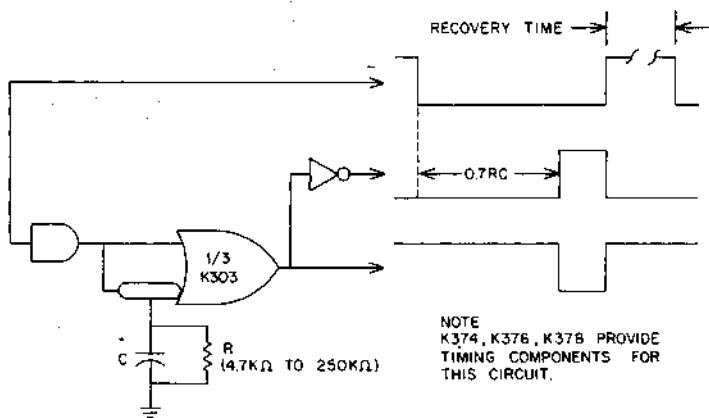 RECOVERY TIME
0.7RC
1/3
K303
C
R
(4.7KΩ TO 250KΩ)
NOTE
K374, K376, K378 PROVIDE
TIMING COMPONENTS FOR
THIS CIRCUIT.